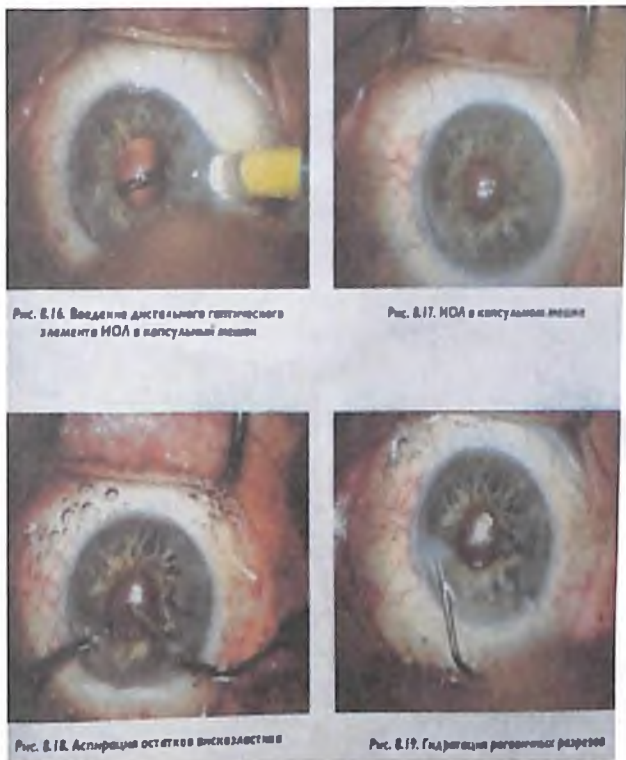 Рис. 8.16. Введение дистального гаптического
элемента ИОЛ в капсульный мешок
Рис. 8.17. ИОЛ в капсульном мешке
Рис. 8.18. Аспирация остатков вискоэластика
Рис. 8.19. Гидратация роговичных разрезов